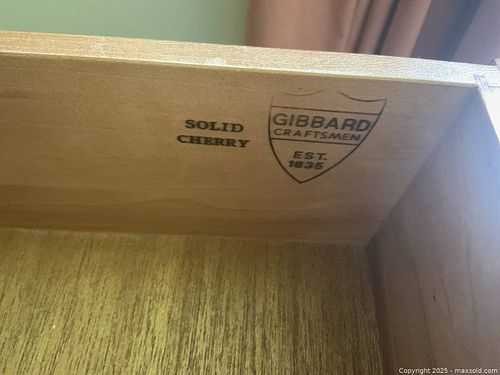 SOLID
CHERRY
GIBBARD
CRAFTSMEN
EST.
1835
Copyright 2025 - maxsold.com